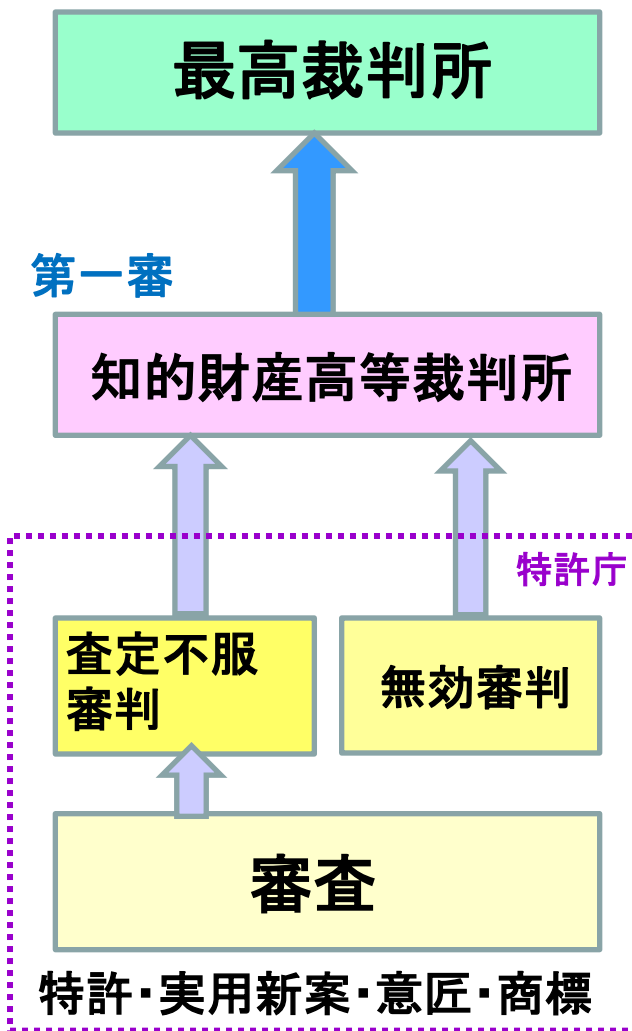 最高裁判所
第一審
知的財産高等裁判所
特許庁
査定不服
審判
無効審判
審査
特許・実用新案・意匠・商標